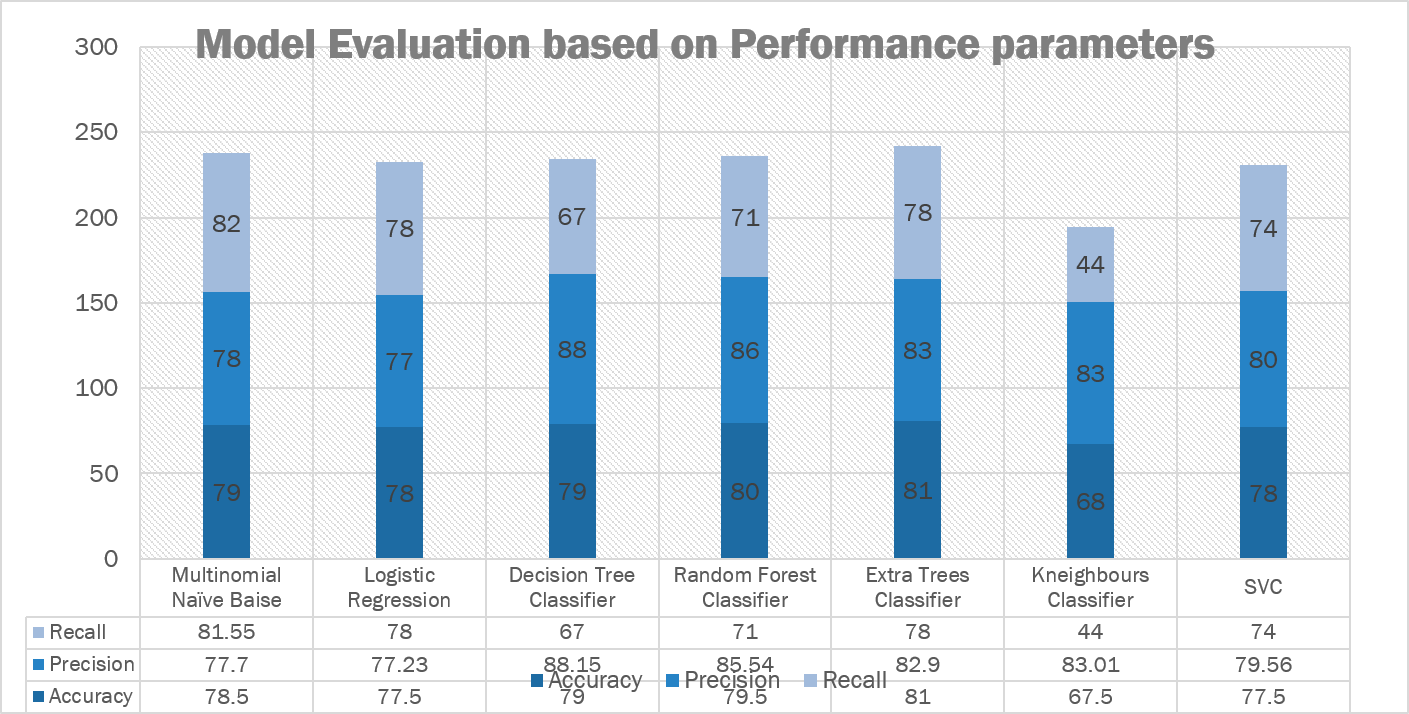 Model Evaluation based on Performance parameters
300
250
200
150
100
50
0
82 78 67 71 78 44 74
78 77 88 86 83 83 80
79 78 79 80 81 68 78
Multinomial Naïve Baise
Logistic Regression
Decision Tree Classifier
Random Forest Classifier
Extra Trees Classifier
Kneighbours Classifier
SVC
Recall 81.55 78 67 71 78 44 74
Precision 77.7 77.23 88.15 85.54 82.9 83.01 79.56
Accuracy 78.5 77.5 79 79.5 81 67.5 77.5
Accuracy Precision Recall